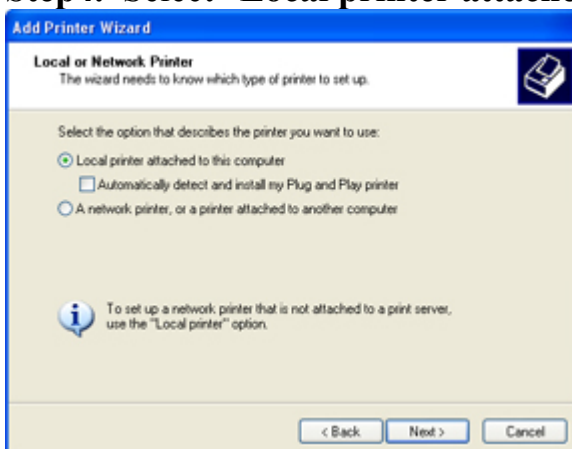 Add Printer Wizard
Local or Network Printer
The wizard needs to know which type of printer to set up.
Select the option that describes the printer you want to use:
Local printer attached to this computer
Automatically detect and install my Plug and Play printer
A network printer, or a printer attached to another computer
To set up a network printer that is not attached to a print server,
use the "Local printer" option.
< Back Next > Cancel